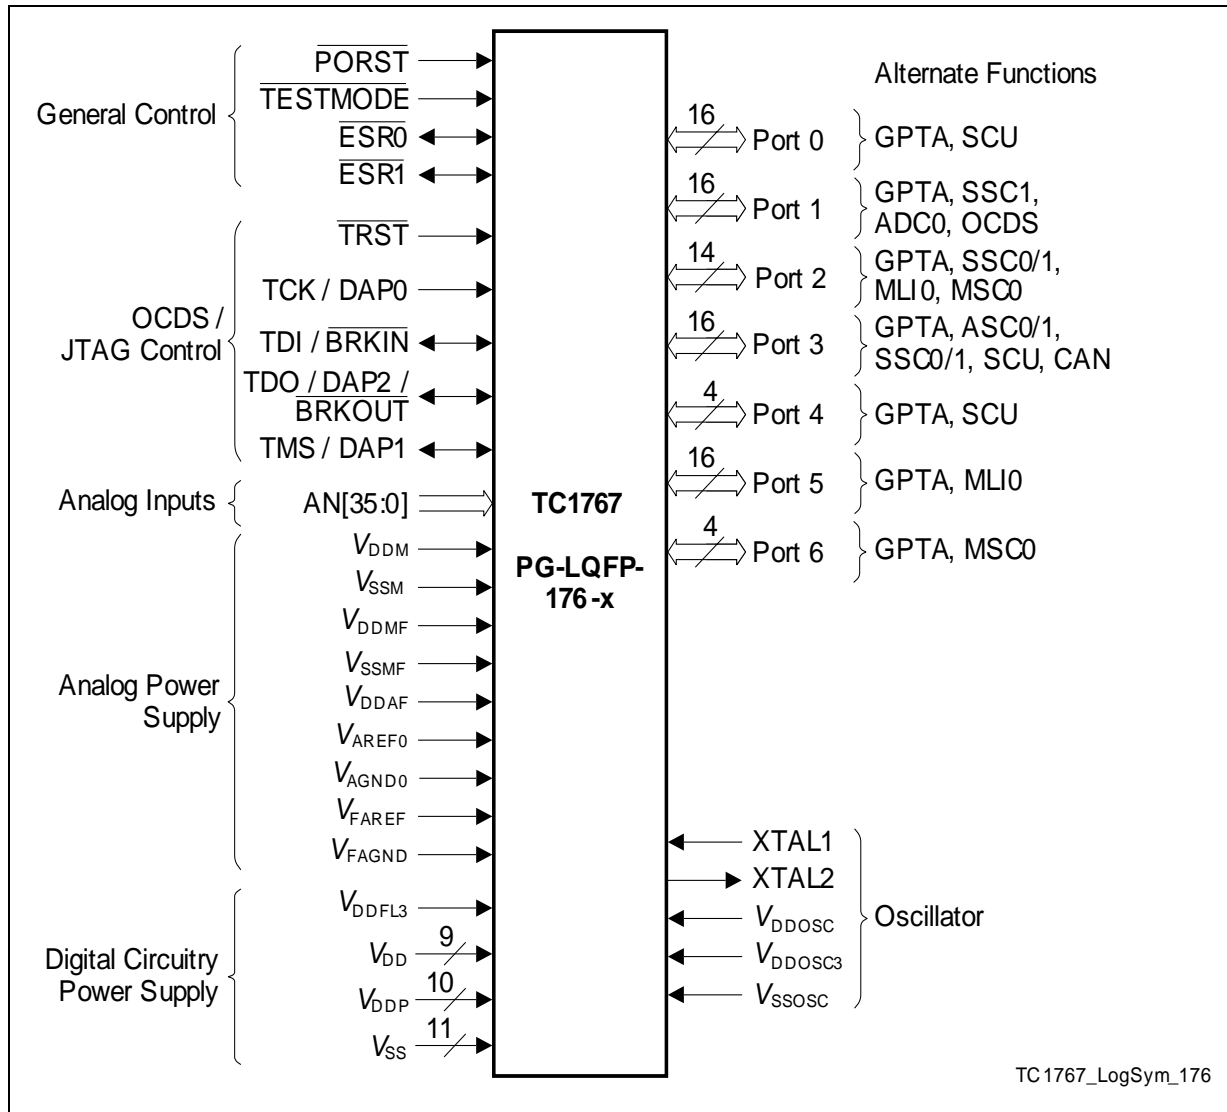 General Control
PORST
TESTMODE
ESR0
ESR1
OCDS /
JTAG Control
TRST
TCK / DAP0
TDI / BRKIN
TDO / DAP2 /
BRKOUT
TMS / DAP1
Analog Inputs
AN[35:0]
Analog Power
Supply
VDDM
VSSM
VDDMF
VSSMF
VDDAF
VAREF0
VAGND0
VFAREF
VFAGND
Digital Circuitry
Power Supply
VDDFL3
VDD 9
VDDP 10
VSS 11
TC1767
PG-LQFP-
176-x
Alternate Functions
16 Port 0
GPTA, SCU
16 Port 1
GPTA, SSC1,
ADC0, OCDS
14 Port 2
GPTA, SSC0/1,
MLI0, MSC0
16 Port 3
GPTA, ASC0/1,
SSC0/1, SCU, CAN
4 Port 4
GPTA, SCU
16 Port 5
GPTA, MLI0
4 Port 6
GPTA, MSC0
XTAL1
XTAL2
VDDOSC
VDDOSC3
VSSOSC
Oscillator
TC1767_LogSym_176